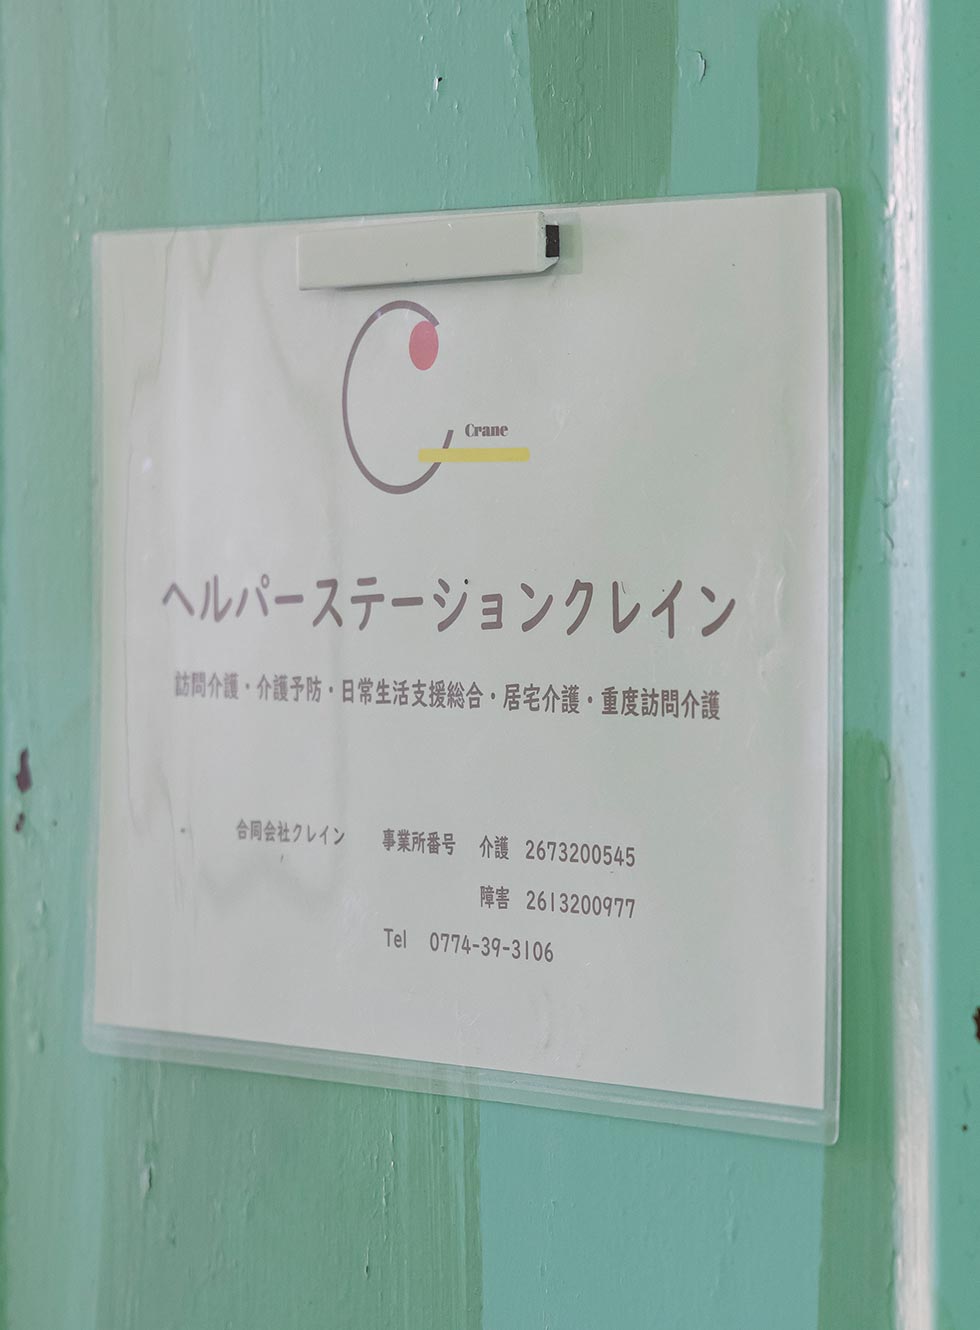 Crane
ヘルパーステーションクレイン
訪問介護・介護予防・日常生活支援総合・居宅介護・重度訪問介護
合同会社クレイン 事業所番号 介護 2673200545
障害 2613200977
Tel 0774-39-3106